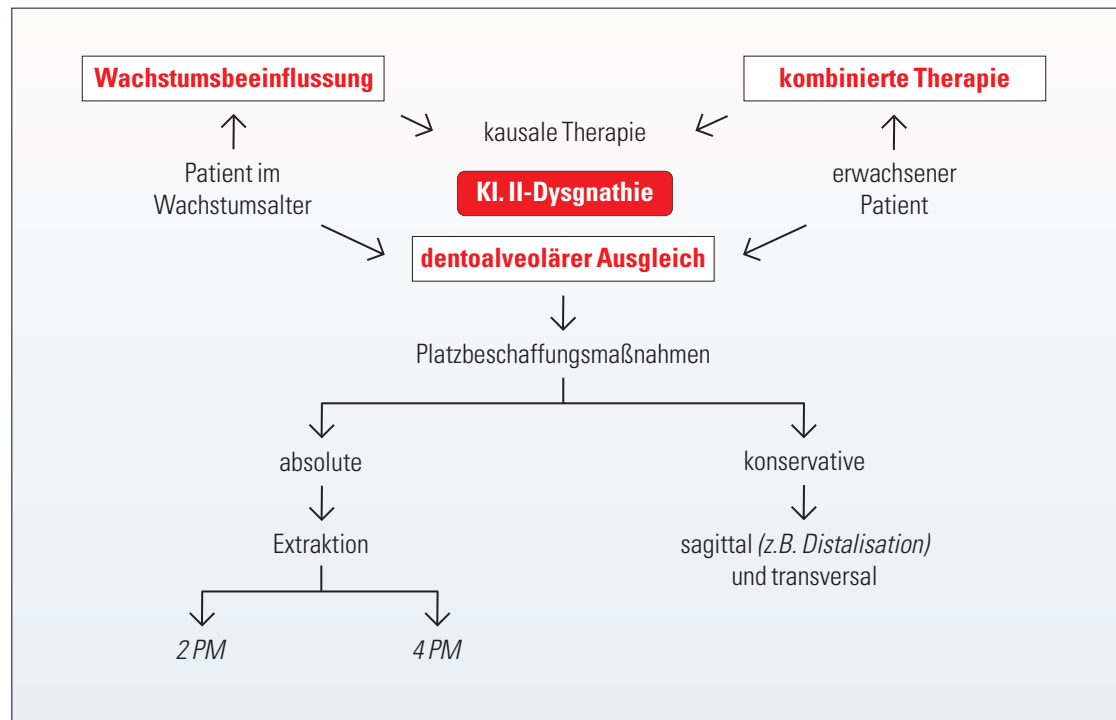 Wachstumsbeeinflussung
kombinierte Therapie
kausale Therapie
Patient im
Wachstumsalter
Kl. II-Dysgnathie
erwachsener
Patient
dentoalveolärer Ausgleich
Platzbeschaffungsmaßnahmen
absolute
konservative
Extraktion
sagittal (z.B. Distalisation)
und transversal
2 PM
4 PM